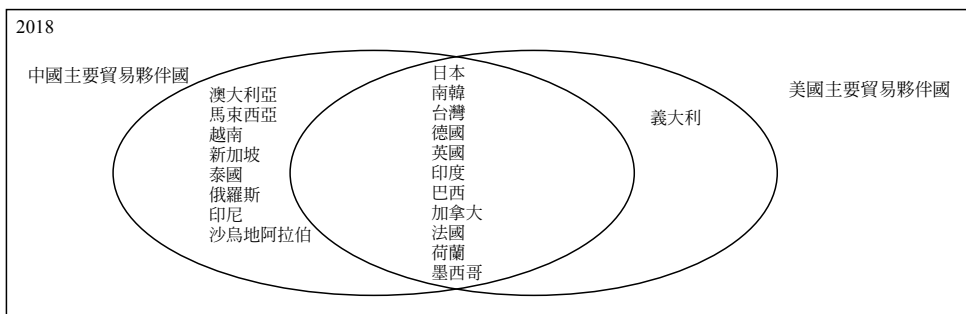 2018
中國主要貿易夥伴國
美國主要貿易夥伴國
澳大利亞
馬來西亞
越南
新加坡
泰國
俄羅斯
印尼
沙烏地阿拉伯
日本
南韓
台灣
德國
英國
印度
巴西
加拿大
法國
荷蘭
墨西哥
義大利